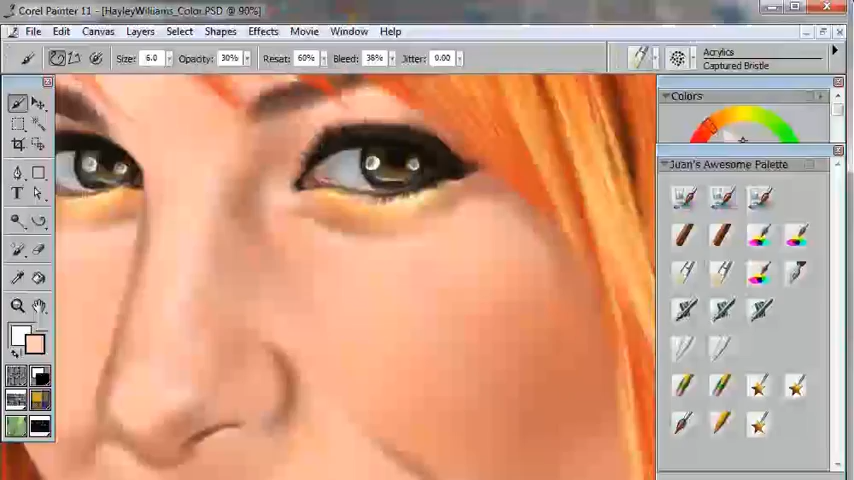 Corel Painter 11 - [HayleyWilliams_Color.PSD @ 90%]
File Edit Canvas Layers Select Shapes Effects Movie Window Help
Size: 6.0 Opacity: 30% Resat: 60% Bleed: 38% Jitter: 0.00
Acrylics
Captured Bristle
Colors
Juan's Awesome Palette
T